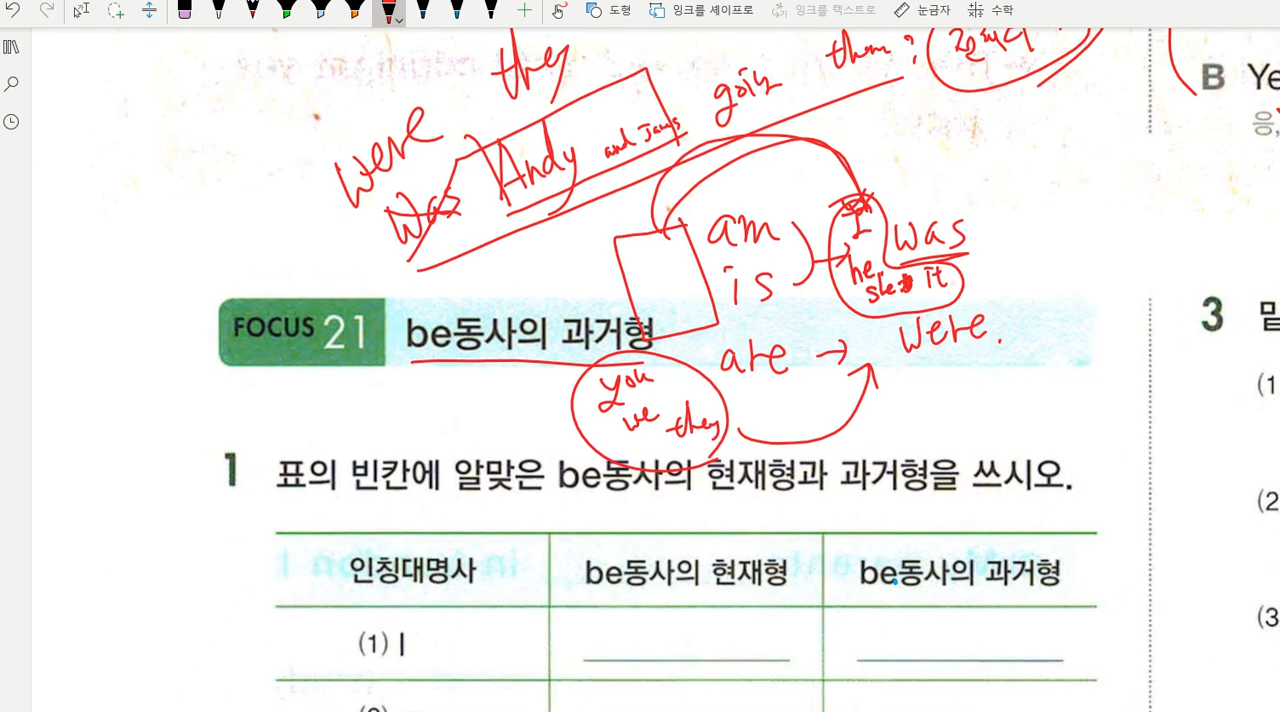 도형 잉크를 셰이프로 잉크를 텍스트로 눈금자 수학
they
were
was Andy and James going them?
B Ye
응,
am
is
I
he
she it
was
are → were.
FOCUS 21 be동사의 과거형
you
we they
1 표의 빈칸에 알맞은 be동사의 현재형과 과거형을 쓰시오.
인칭대명사 be동사의 현재형 be동사의 과거형
(1) I
3 밑
(1
(2
(3